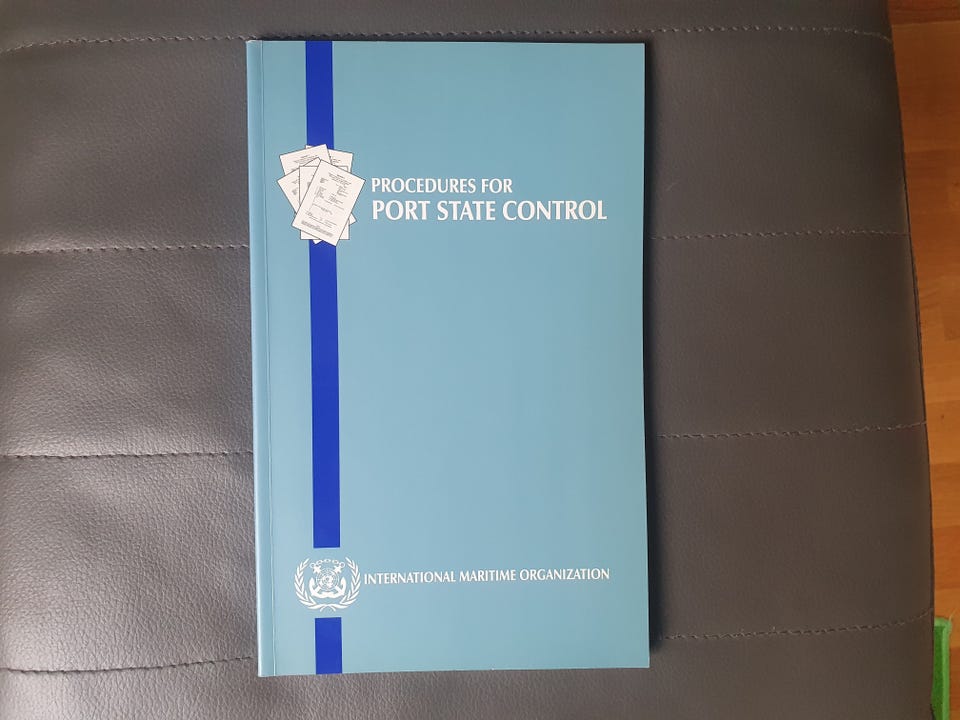 PROCEDURES FOR
PORT STATE CONTROL
INTERNATIONAL MARITIME ORGANIZATION